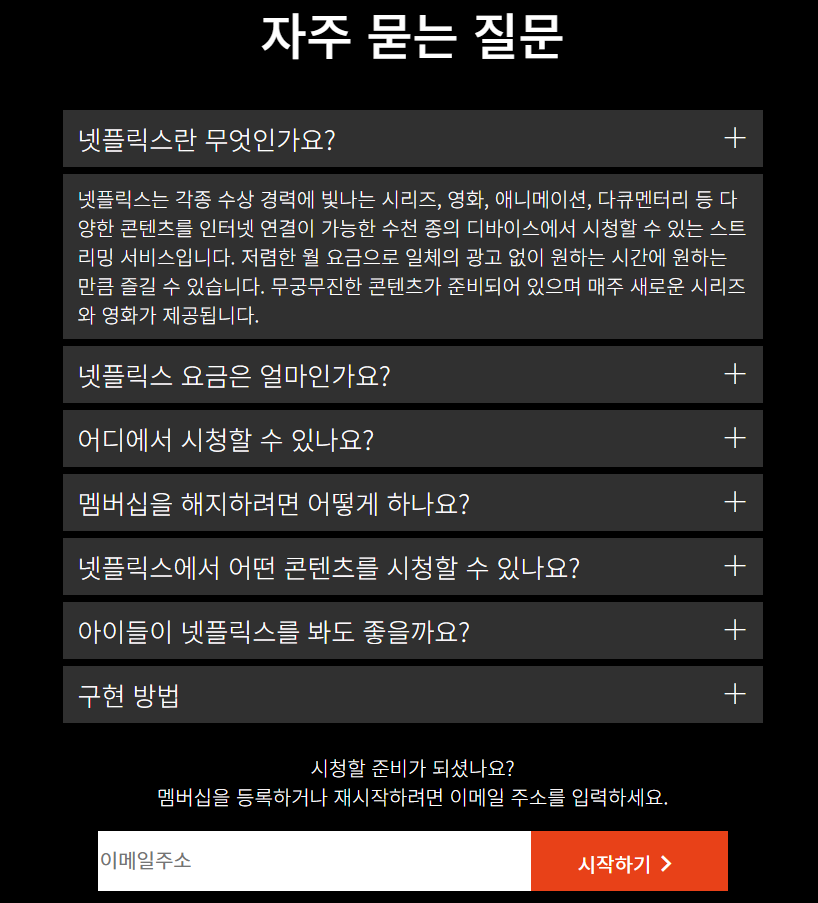 자주 묻는 질문
넷플릭스란 무엇인가요?
넷플릭스는 각종 수상 경력에 빛나는 시리즈, 영화, 애니메이션, 다큐멘터리 등 다
양한 콘텐츠를 인터넷 연결이 가능한 수천 종의 디바이스에서 시청할 수 있는 스트
리밍 서비스입니다. 저렴한 월 요금으로 일체의 광고 없이 원하는 시간에 원하는
만큼 즐길 수 있습니다. 무궁무진한 콘텐츠가 준비되어 있으며 매주 새로운 시리즈
와 영화가 제공됩니다.
넷플릭스 요금은 얼마인가요?
어디에서 시청할 수 있나요?
멤버십을 해지하려면 어떻게 하나요?
넷플릭스에서 어떤 콘텐츠를 시청할 수 있나요?
아이들이 넷플릭스를 봐도 좋을까요?
구현 방법
시청할 준비가 되셨나요?
멤버십을 등록하거나 재시작하려면 이메일 주소를 입력하세요.
이메일주소
시작하기